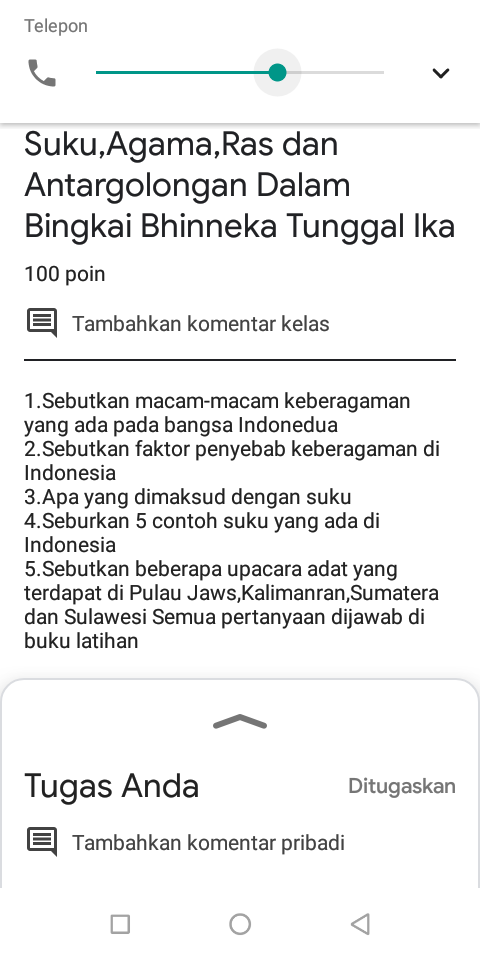 Telepon
Suku,Agama,Ras dan
Antargolongan Dalam
Bingkai Bhinneka Tunggal Ika
100 poin
Tambahkan komentar kelas
1.Sebutkan macam-macam keberagaman
yang ada pada bangsa Indonedua
2.Sebutkan faktor penyebab keberagaman di
Indonesia
3.Apa yang dimaksud dengan suku
4.Seburkan 5 contoh suku yang ada di
Indonesia
5.Sebutkan beberapa upacara adat yang
terdapat di Pulau Jaws,Kalimanran,Sumatera
dan Sulawesi Semua pertanyaan dijawab di
buku latihan
Tugas Anda
Ditugaskan
Tambahkan komentar pribadi